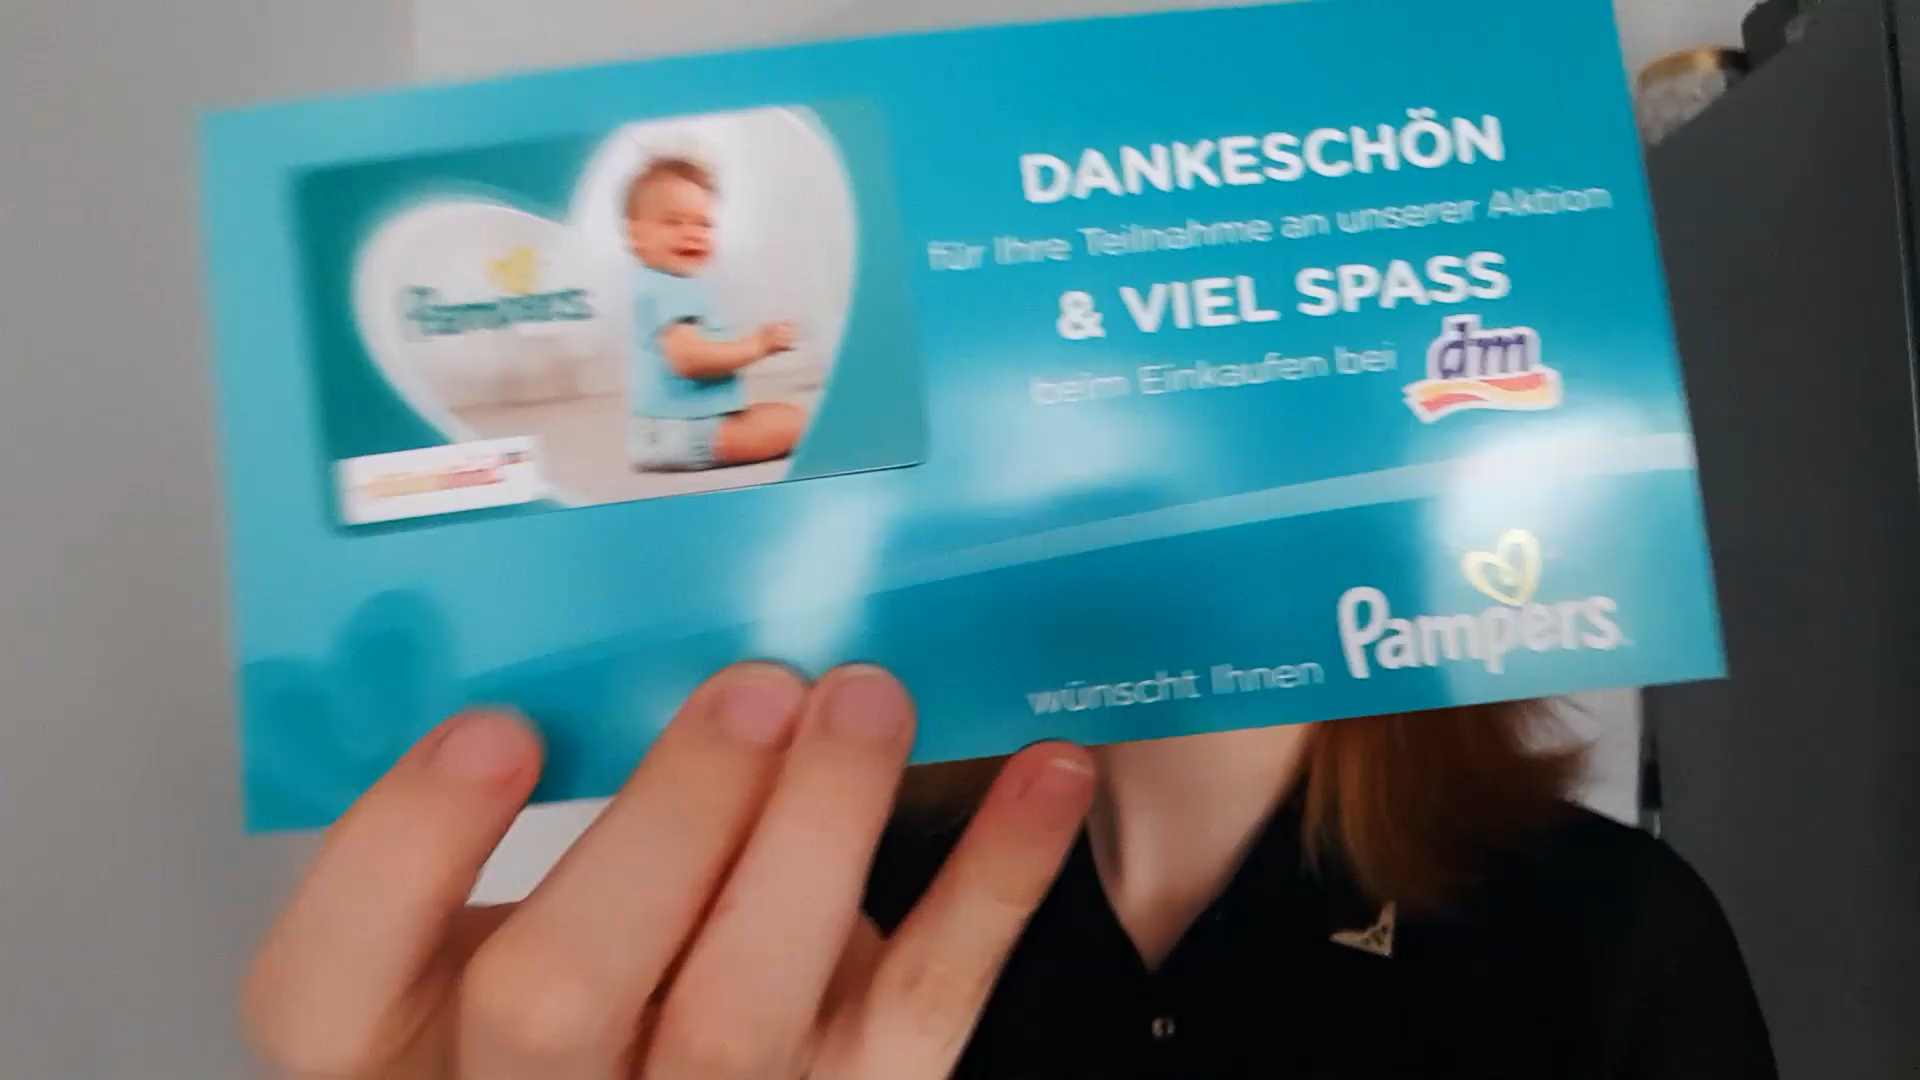 Pampers
DANKESCHÖN
für Ihre Teilnahme an unserer Aktion
& VIEL SPASS
beim Einkaufen bei dm
wünscht Ihnen Pampers